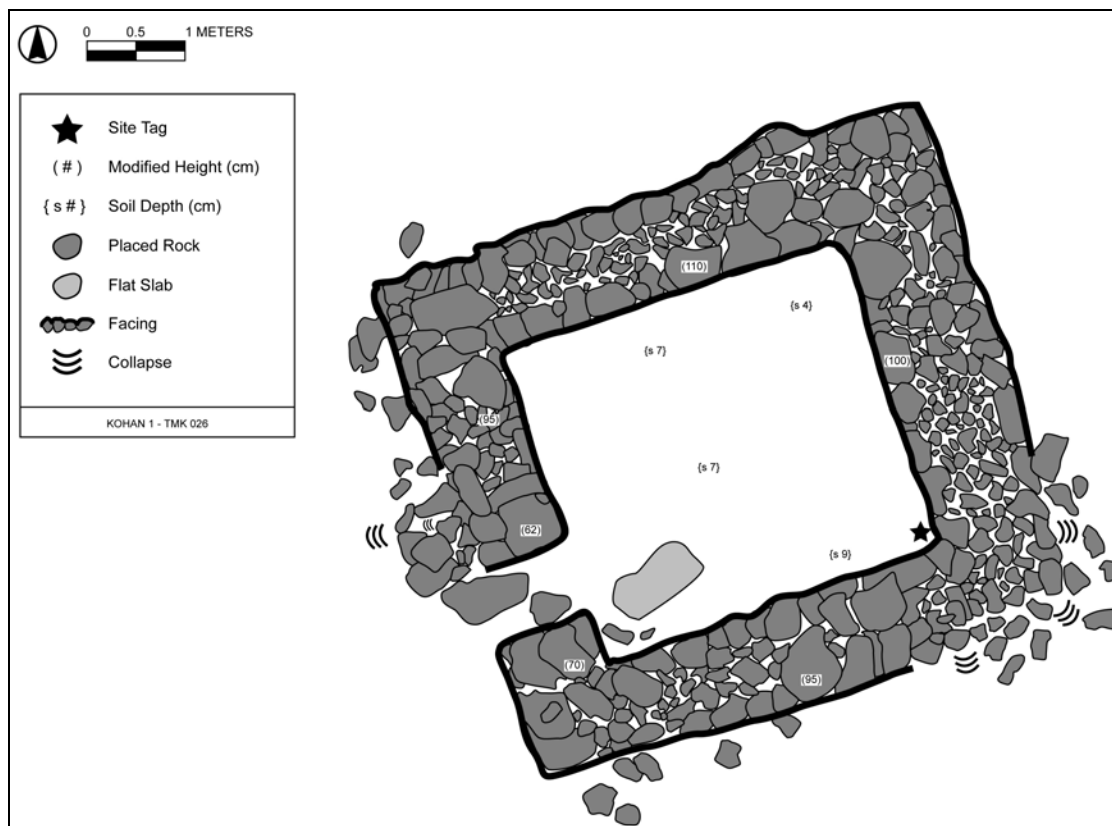 0 0.5 1 METERS
Site Tag
( # ) Modified Height (cm)
{ s # } Soil Depth (cm)
Placed Rock
Flat Slab
Facing
Collapse
KOHAN 1 - TMK 026
(110)
{s 4}
{s 7}
(100)
(95)
{s 7}
(62)
{s 9}
(70)
(95)